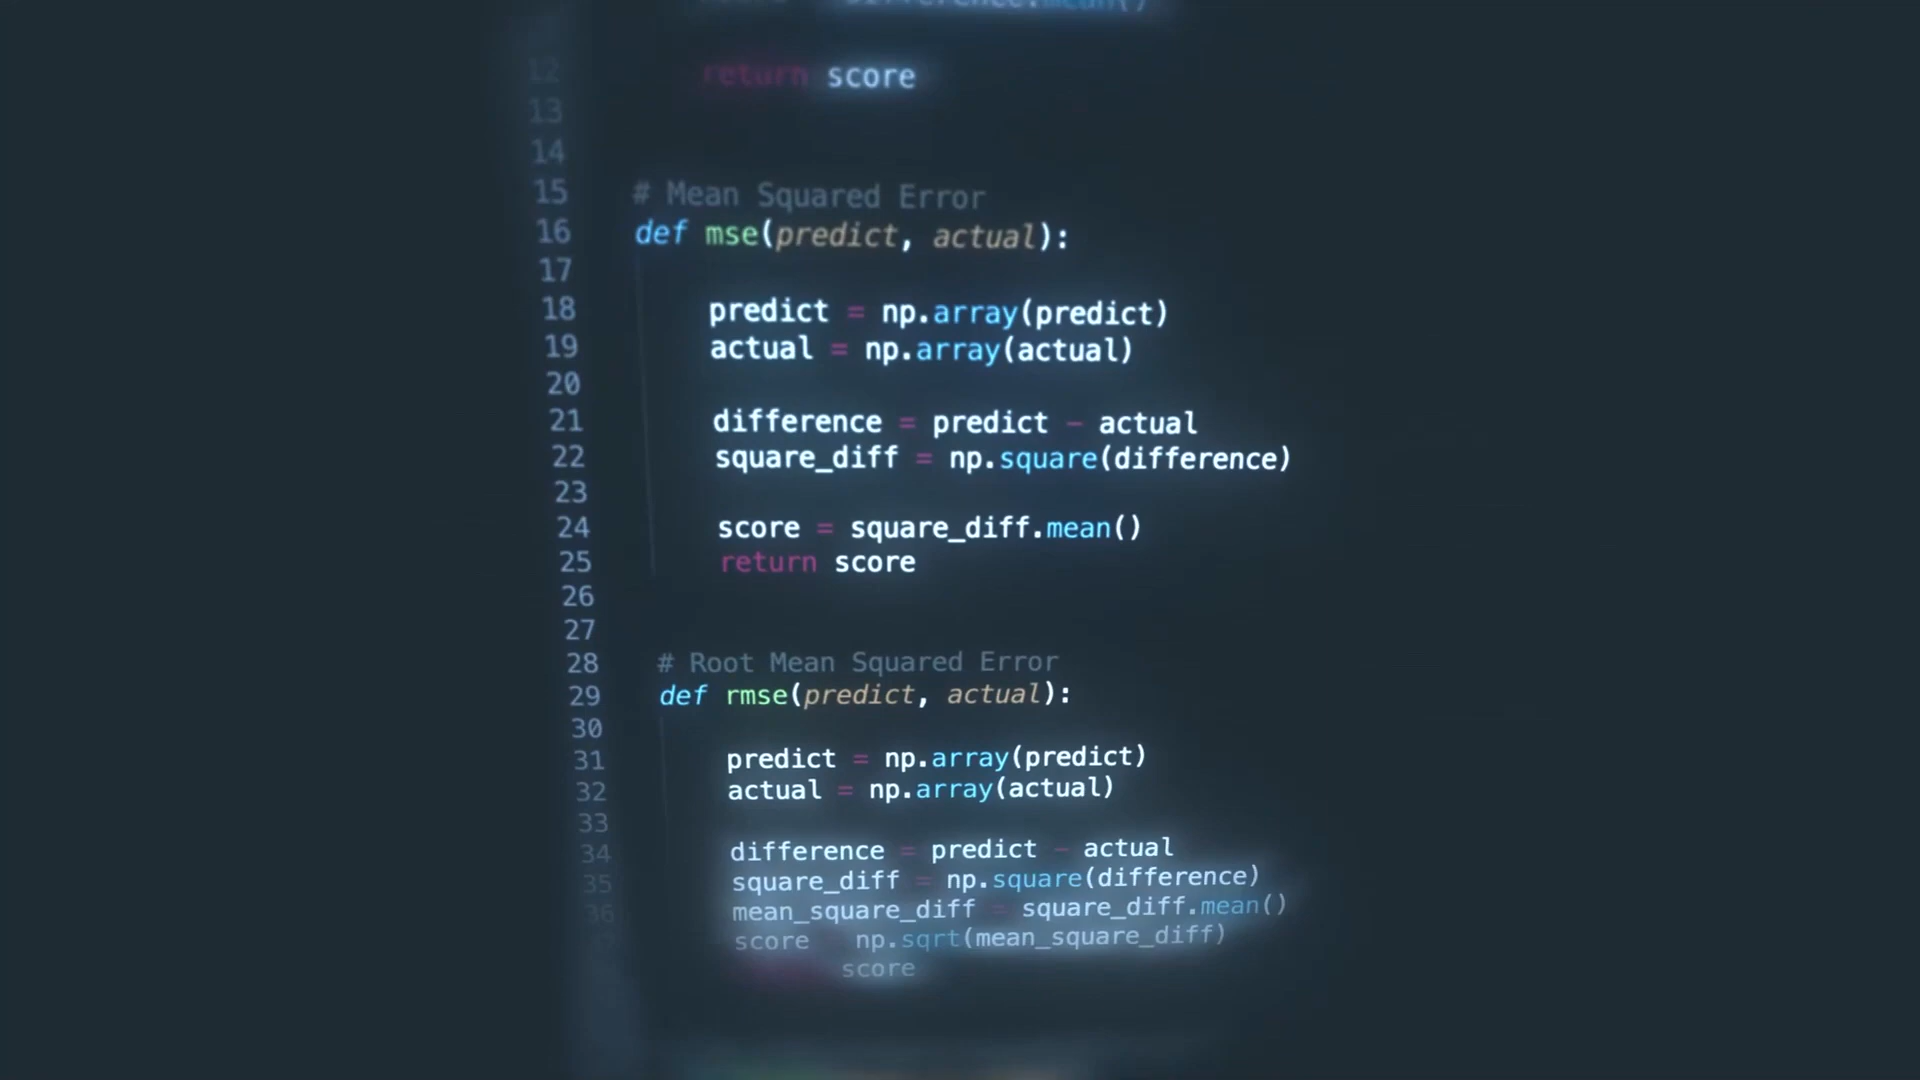 difference.mean()
12 return score
13
14
15 # Mean Squared Error
16 def mse(predict, actual):
17
18 predict = np.array(predict)
19 actual = np.array(actual)
20
21 difference = predict - actual
22 square_diff = np.square(difference)
23
24 score = square_diff.mean()
25 return score
26
27
28 # Root Mean Squared Error
29 def rmse(predict, actual):
30
31 predict = np.array(predict)
32 actual = np.array(actual)
33
34 difference = predict - actual
35 square_diff = np.square(difference)
36 mean_square_diff = square_diff.mean()
score np.sqrt(mean_square_diff)
score